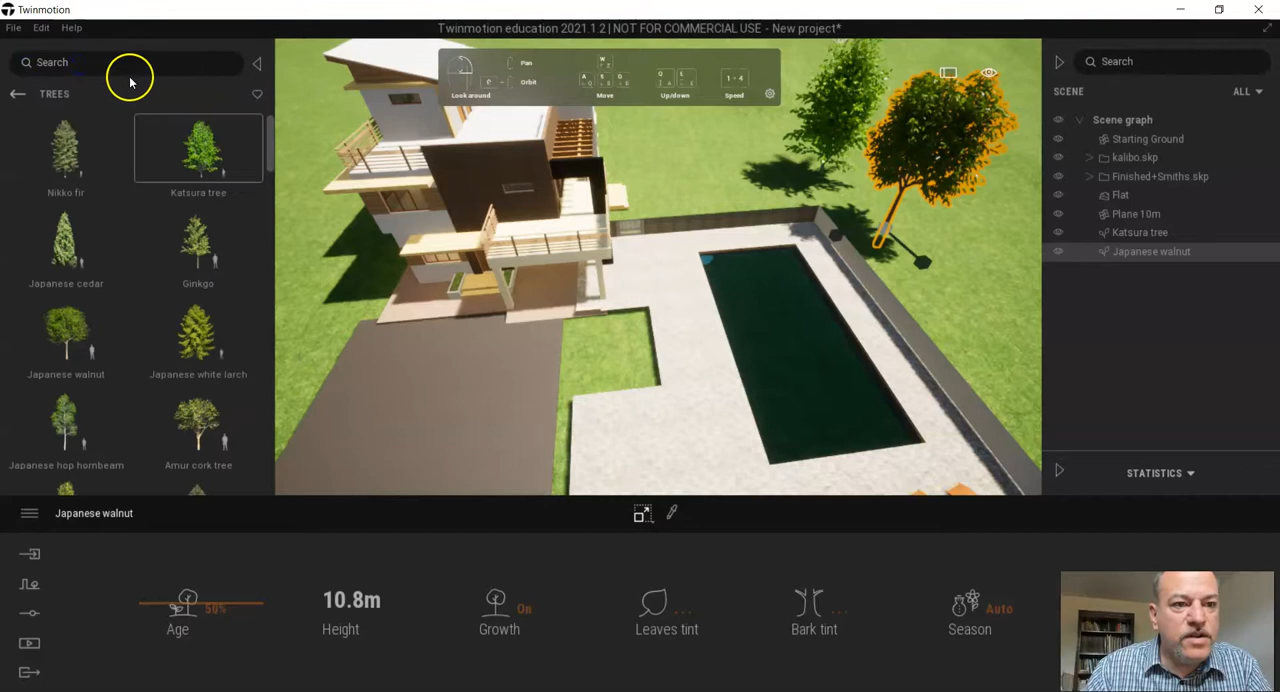 Twinmotion
File Edit Help
Twinmotion education 2021.1.2 | NOT FOR COMMERCIAL USE - New project*
Search
TREES
Nikko fir
Katsura tree
Japanese cedar
Ginkgo
Japanese walnut
Japanese white larch
Japanese hop hornbeam
Amur cork tree
Pan
Orbit
Look around
W
A S D
Move
Q E
Up/down
1 - 4
Speed
Search
SCENE
ALL
Scene graph
Starting Ground
kalibo.skp
Finished+Smiths.skp
Flat
Plane 10m
Katsura tree
Japanese walnut
STATISTICS
Japanese walnut
50%
Age
10.8m
Height
On
Growth
...
Leaves tint
...
Bark tint
Auto
Season